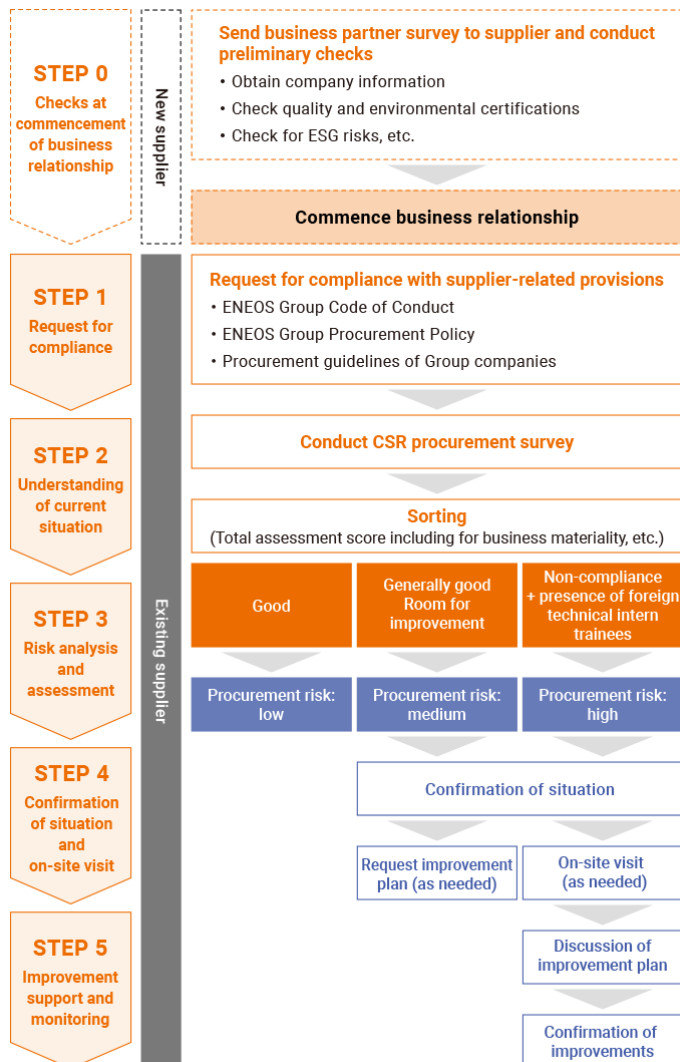 STEP 0
Checks at
commencement
of business
relationship
New supplier
Send business partner survey to supplier and conduct
preliminary checks
• Obtain company information
• Check quality and environmental certifications
• Check for ESG risks, etc.
Commence business relationship
STEP 1
Request for
compliance
Existing supplier
Request for compliance with supplier-related provisions
• ENEOS Group Code of Conduct
• ENEOS Group Procurement Policy
• Procurement guidelines of Group companies
STEP 2
Understanding
of current
situation
Conduct CSR procurement survey
Sorting
(Total assessment score including for business materiality, etc.)
STEP 3
Risk analysis
and
assessment
Good
Generally good
Room for
improvement
Non-compliance
+ presence of foreign
technical intern
trainees
Procurement risk:
low
Procurement risk:
medium
Procurement risk:
high
STEP 4
Confirmation
of situation
and
on-site visit
Confirmation of situation
Request improvement
plan (as needed)
On-site visit
(as needed)
STEP 5
Improvement
support and
monitoring
Discussion of
improvement plan
Confirmation of
improvements